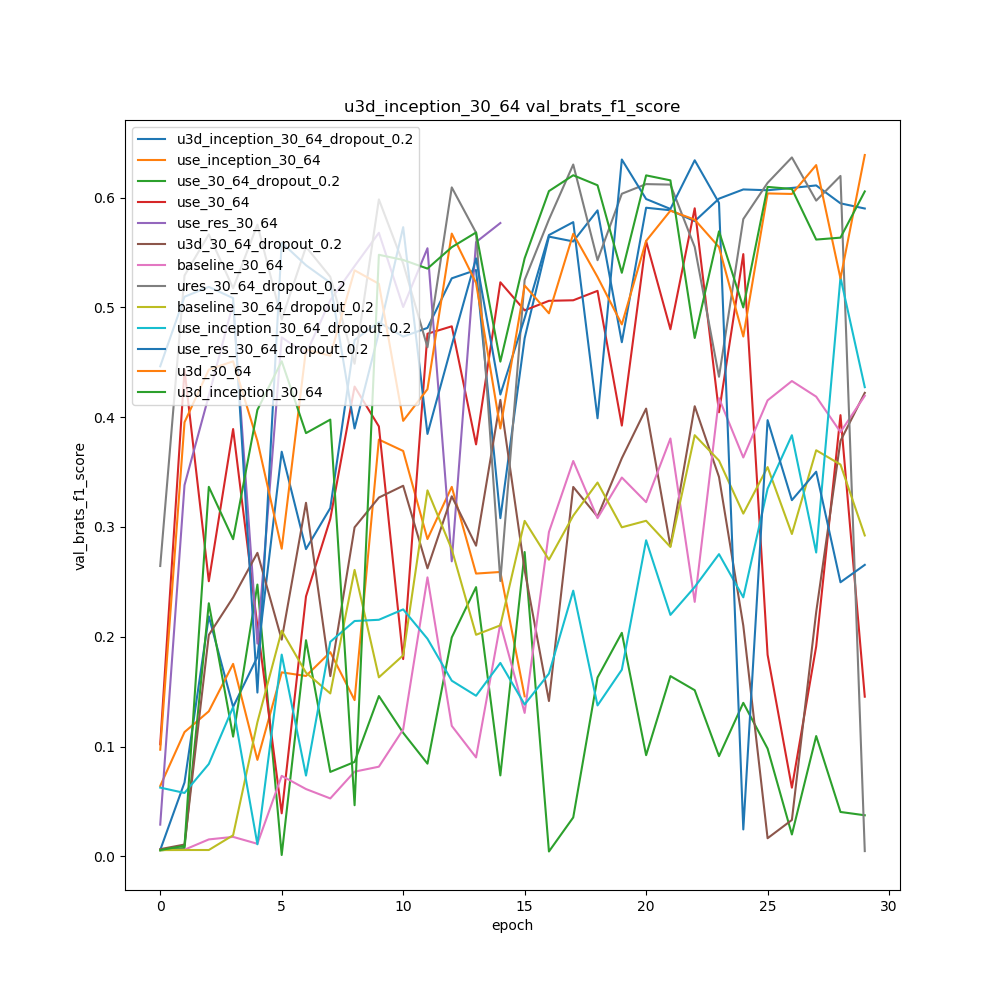 u3d_inception_30_64 val_brats_f1_score
u3d_inception_30_64_dropout_0.2
use_inception_30_64
use_30_64_dropout_0.2
use_30_64
use_res_30_64
u3d_30_64_dropout_0.2
baseline_30_64
ures_30_64_dropout_0.2
baseline_30_64_dropout_0.2
use_inception_30_64_dropout_0.2
use_res_30_64_dropout_0.2
u3d_30_64
u3d_inception_30_64
0.6
0.5
0.4
0.3
0.2
0.1
0.0
val_brats_f1_score
0 5 10 15 20 25 30
epoch